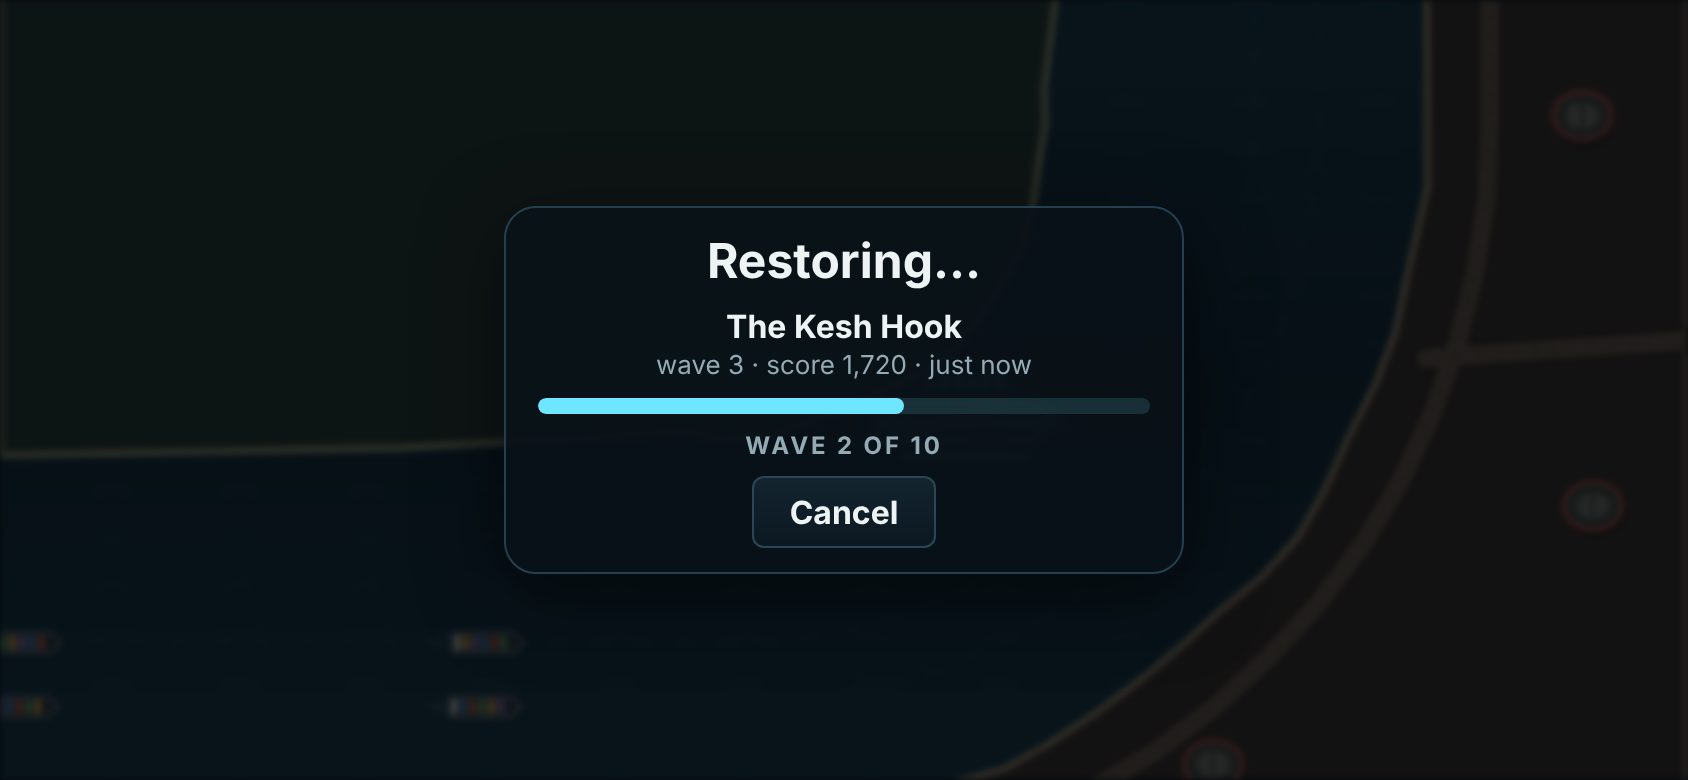 Restoring…
The Kesh Hook
wave 3 · score 1,720 · just now
WAVE 2 OF 10
Cancel